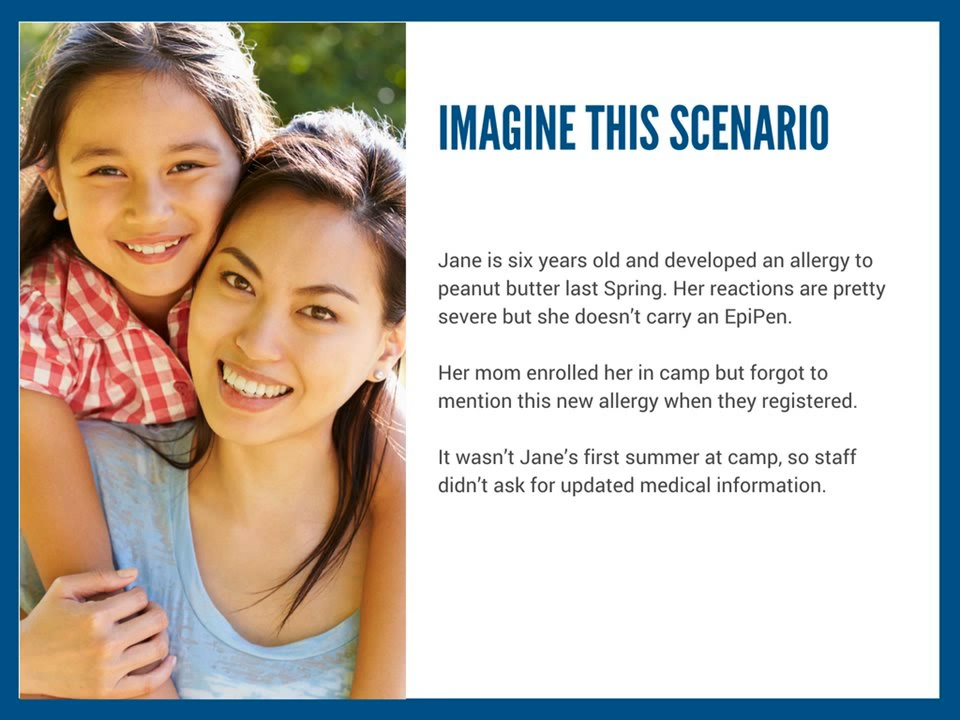 IMAGINE THIS SCENARIO
Jane is six years old and developed an allergy to
peanut butter last Spring. Her reactions are pretty
severe but she doesn’t carry an EpiPen.
Her mom enrolled her in camp but forgot to
mention this new allergy when they registered.
It wasn’t Jane’s first summer at camp, so staff
didn’t ask for updated medical information.